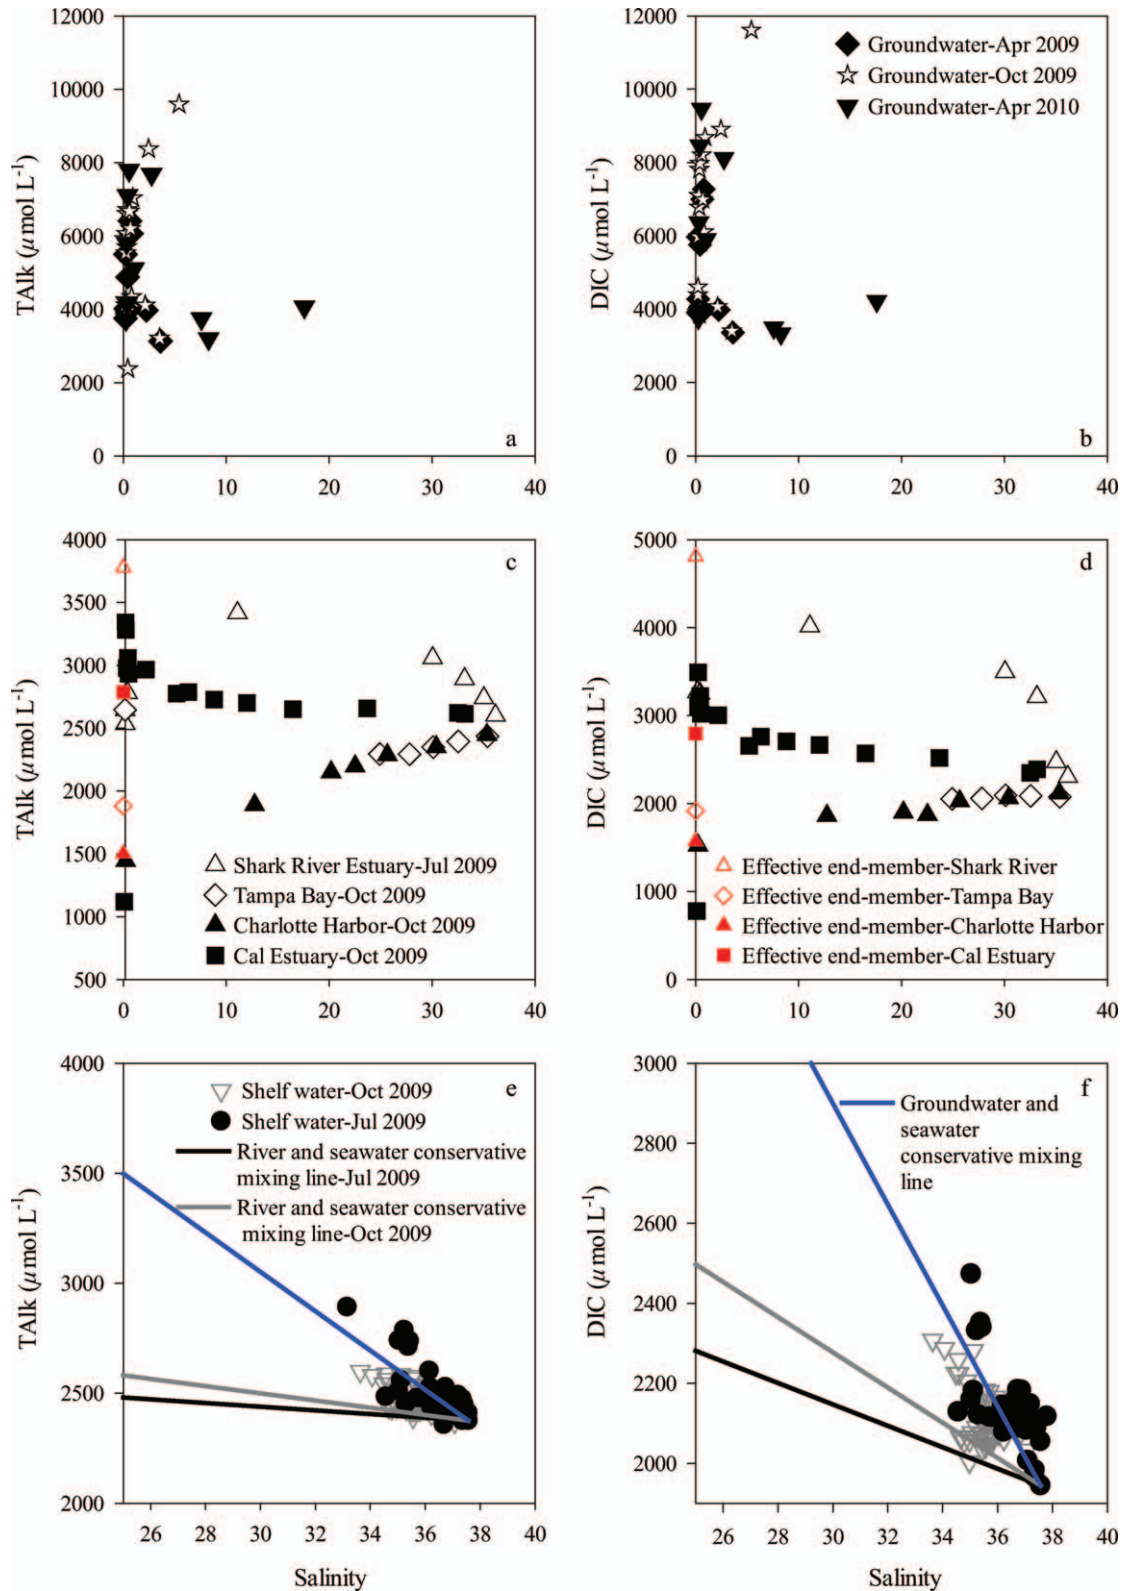 12000
10000
8000
6000
4000
2000
0
TAlk (µmol L⁻¹)
0 10 20 30 40
a
12000
10000
8000
6000
4000
2000
0
DIC (µmol L⁻¹)
0 10 20 30 40
Groundwater-Apr 2009
Groundwater-Oct 2009
Groundwater-Apr 2010
b
4000
3500
3000
2500
2000
1500
1000
500
TAlk (µmol L⁻¹)
0 10 20 30 40
c
Shark River Estuary-Jul 2009
Tampa Bay-Oct 2009
Charlotte Harbor-Oct 2009
Cal Estuary-Oct 2009
5000
4000
3000
2000
1000
0
DIC (µmol L⁻¹)
0 10 20 30 40
d
Effective end-member-Shark River
Effective end-member-Tampa Bay
Effective end-member-Charlotte Harbor
Effective end-member-Cal Estuary
4000
3500
3000
2500
2000
TAlk (µmol L⁻¹)
26 28 30 32 34 36 38 40
Salinity
e
Shelf water-Oct 2009
Shelf water-Jul 2009
River and seawater conservative
mixing line-Jul 2009
River and seawater conservative
mixing line-Oct 2009
3000
2800
2600
2400
2200
2000
DIC (µmol L⁻¹)
26 28 30 32 34 36 38 40
Salinity
f
Groundwater and
seawater
conservative mixing
line